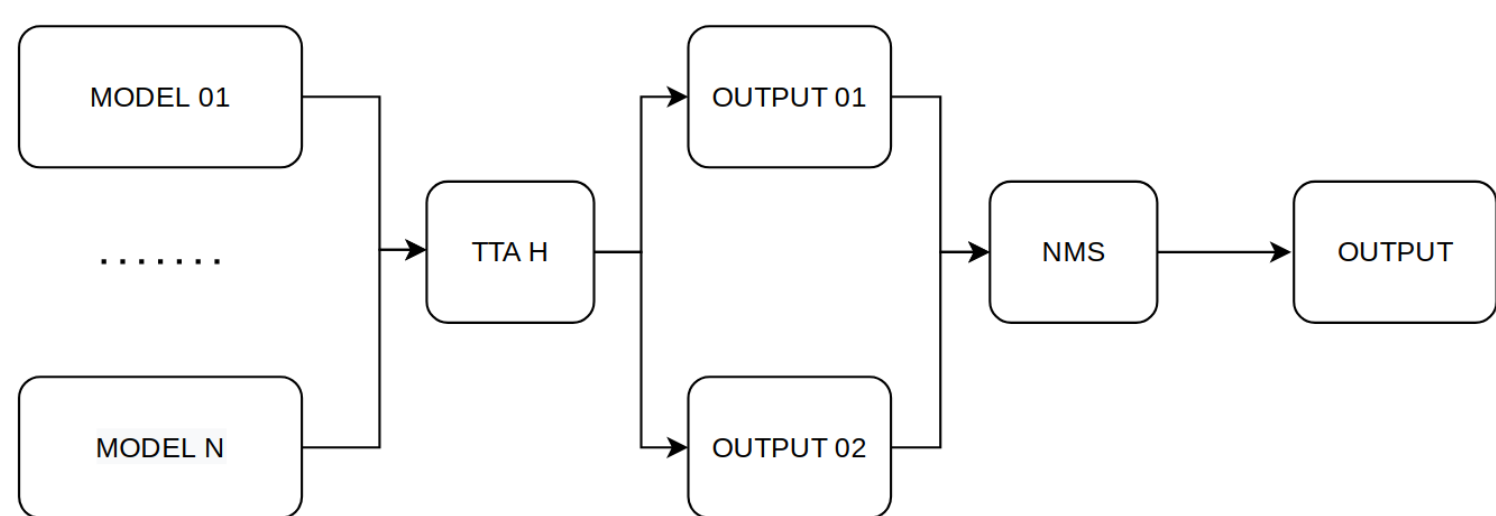 MODEL 01
.......
MODEL N
TTA H
OUTPUT 01
OUTPUT 02
NMS
OUTPUT